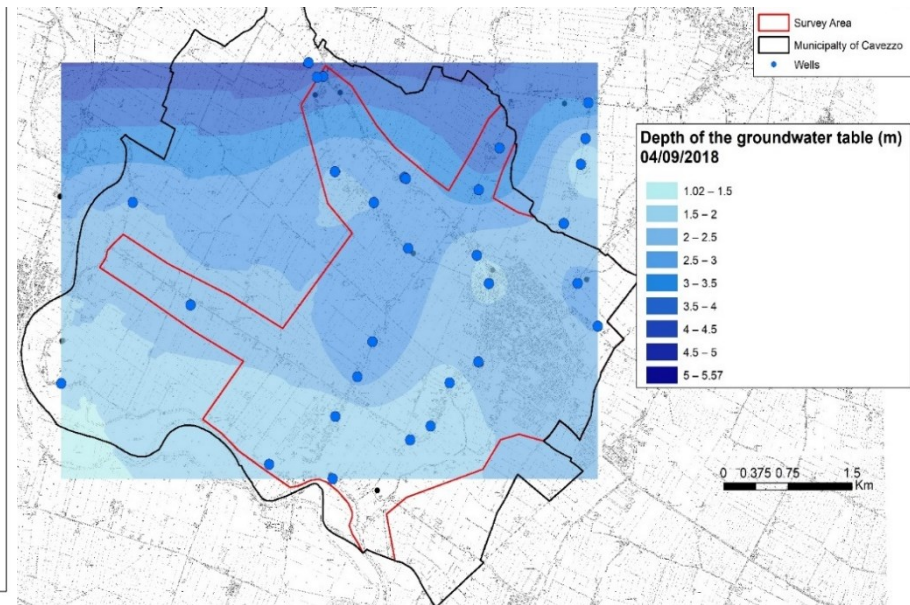 Survey Area
Municipalty of Cavezzo
Wells
Depth of the groundwater table (m)
04/09/2018
1.02 – 1.5
1.5 – 2
2 – 2.5
2.5 – 3
3 – 3.5
3.5 – 4
4 – 4.5
4.5 – 5
5 – 5.57
0 0.375 0.75 1.5
Km